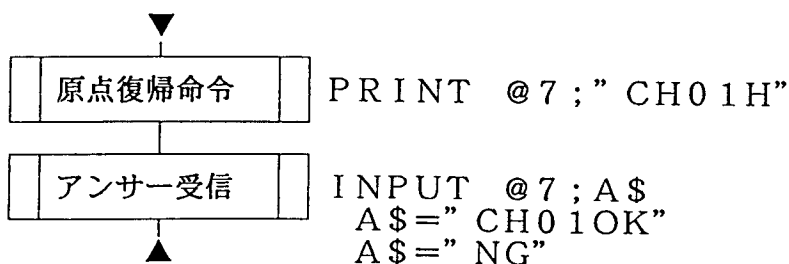 原点復帰命令 PRINT @7;"CH01H"
アンサー受信 INPUT @7;A$
A$="CH01OK"
A$="NG"